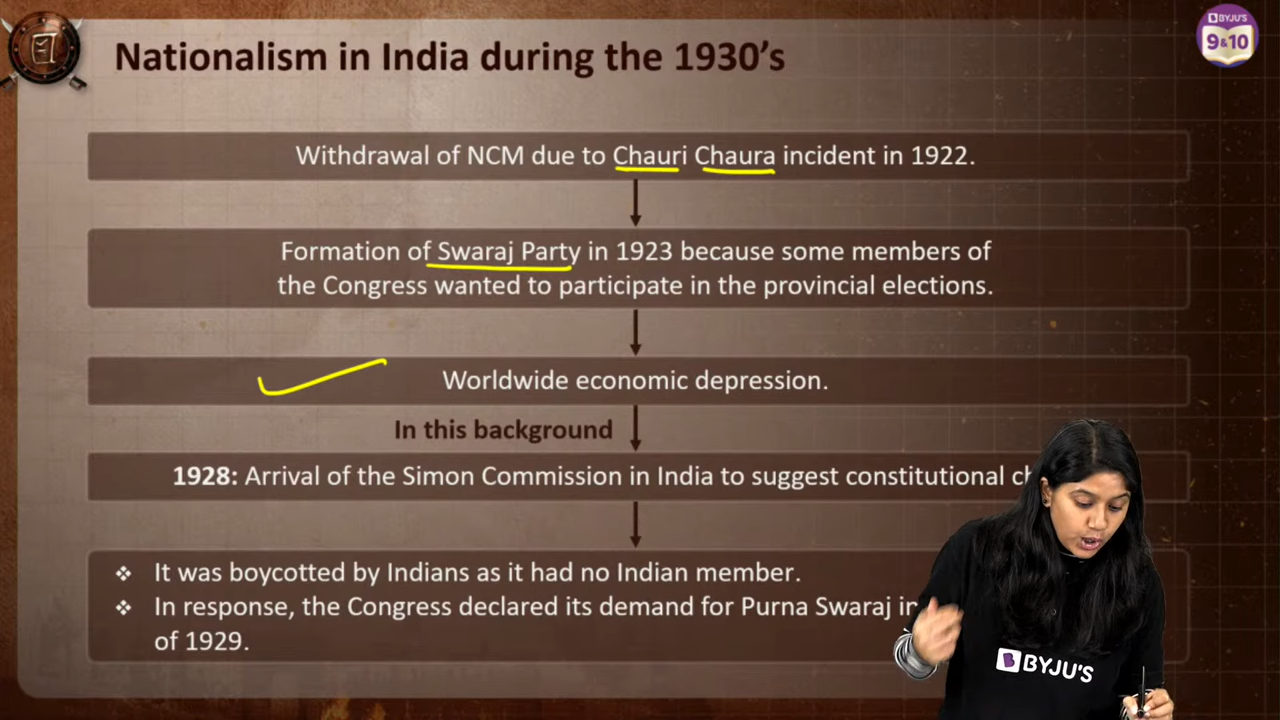 Nationalism in India during the 1930's
BYJU'S
9&10
Withdrawal of NCM due to Chauri Chaura incident in 1922.
Formation of Swaraj Party in 1923 because some members of
the Congress wanted to participate in the provincial elections.
Worldwide economic depression.
In this background
1928: Arrival of the Simon Commission in India to suggest constitutional
❖ It was boycotted by Indians as it had no Indian member.
❖ In response, the Congress declared its demand for Purna Swaraj in
of 1929.
BYJU'S